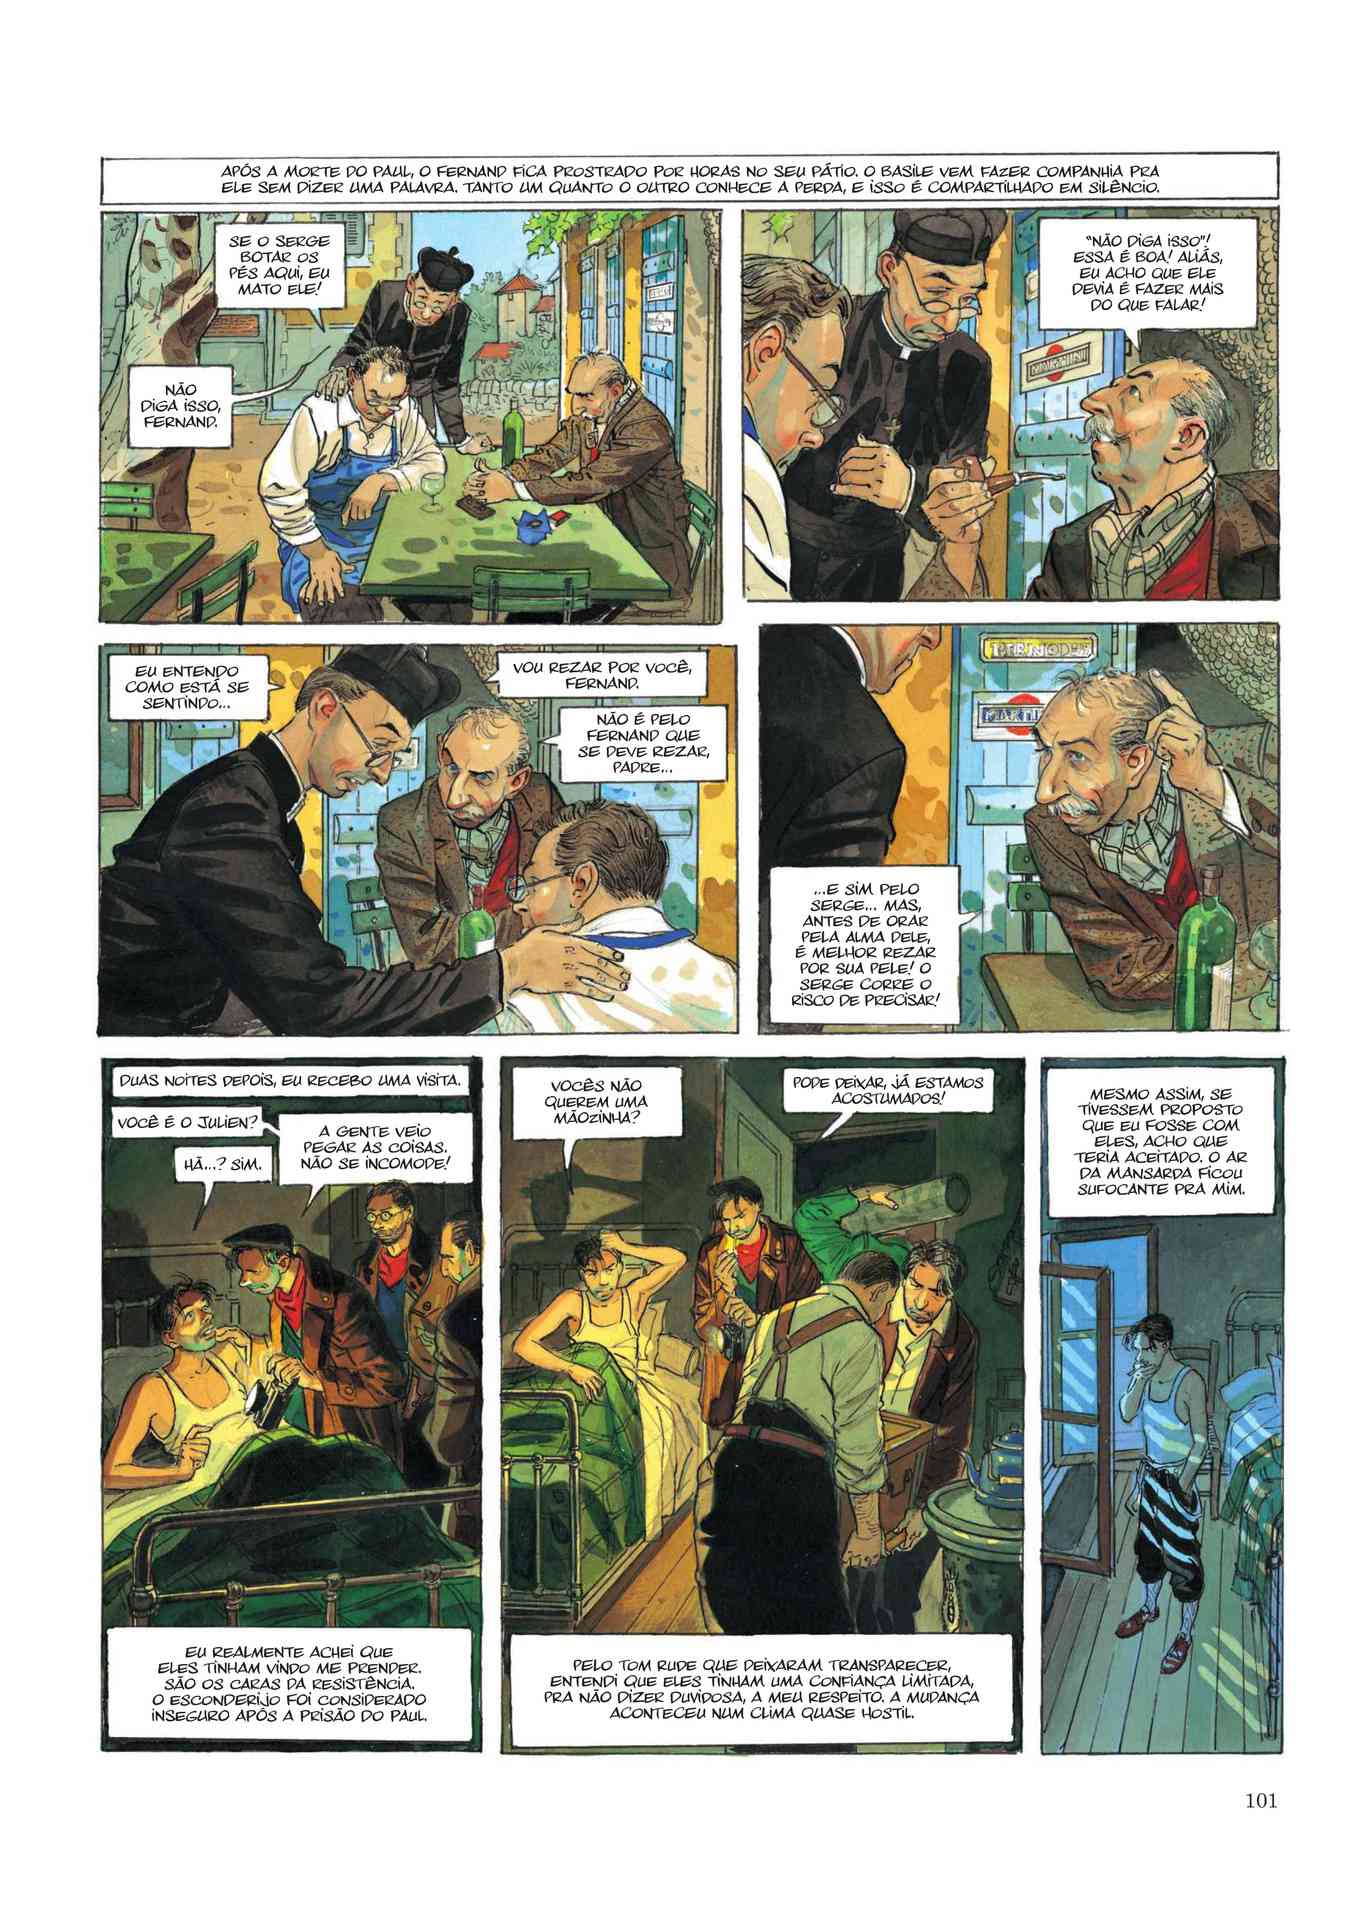 APÓS A MORTE DO PAUL, O FERNAND FICA PROSTRADO POR HORAS NO SEU PÁTIO. O BASILE VEM FAZER COMPANHIA PRA
ELE SEM DIZER UMA PALAVRA. TANTO UM QUANTO O OUTRO CONHECE A PERDA, E ISSO É COMPARTILHADO EM SILÊNCIO.
SE O SERGE
BOTAR OS
PÉS AQUI, EU
MATO ELE!
NÃO
DIGA ISSO,
FERNAND.
"NÃO DIGA ISSO"!
ESSA É BOA! ALIÁS,
EU ACHO QUE ELE
DEVIA É FAZER MAIS
DO QUE FALAR!
MARTINI
EU ENTENDO
COMO ESTÁ SE
SENTINDO...
VOU REZAR POR VOCÊ,
FERNAND.
NÃO É PELO
FERNAND QUE
SE DEVE REZAR,
PADRE...
MARTI
...E SIM PELO
SERGE... MAS,
ANTES DE ORAR
PELA ALMA DELE,
É MELHOR REZAR
POR SUA PELE! O
SERGE CORRE O
RISCO DE PRECISAR!
DUAS NOITES DEPOIS, EU RECEBO UMA VISITA.
VOCÊ É O JULIEN?
HÃ...? SIM.
A GENTE VEIO
PEGAR AS COISAS.
NÃO SE INCOMODE!
EU REALMENTE ACHEI QUE
ELES TINHAM VINDO ME PRENDER.
SÃO OS CARAS DA RESISTÊNCIA.
O ESCONDERIJO FOI CONSIDERADO
INSEGURO APÓS A PRISÃO DO PAUL.
VOCÊS NÃO
QUEREM UMA
MÃOZINHA?
PODE DEIXAR, JÁ ESTAMOS
ACOSTUMADOS!
PELO TOM RUDE QUE DEIXARAM TRANSPARECER,
ENTENDI QUE ELES TINHAM UMA CONFIANÇA LIMITADA,
PRA NÃO DIZER DUVIDOSA, A MEU RESPEITO. A MUDANÇA
ACONTECEU NUM CLIMA QUASE HOSTIL.
MESMO ASSIM, SE
TIVESSEM PROPOSTO
QUE EU FOSSE COM
ELES, ACHO QUE
TERIA ACEITADO. O AR
DA MANSARDA FICOU
SUFOCANTE PRA MIM.
101